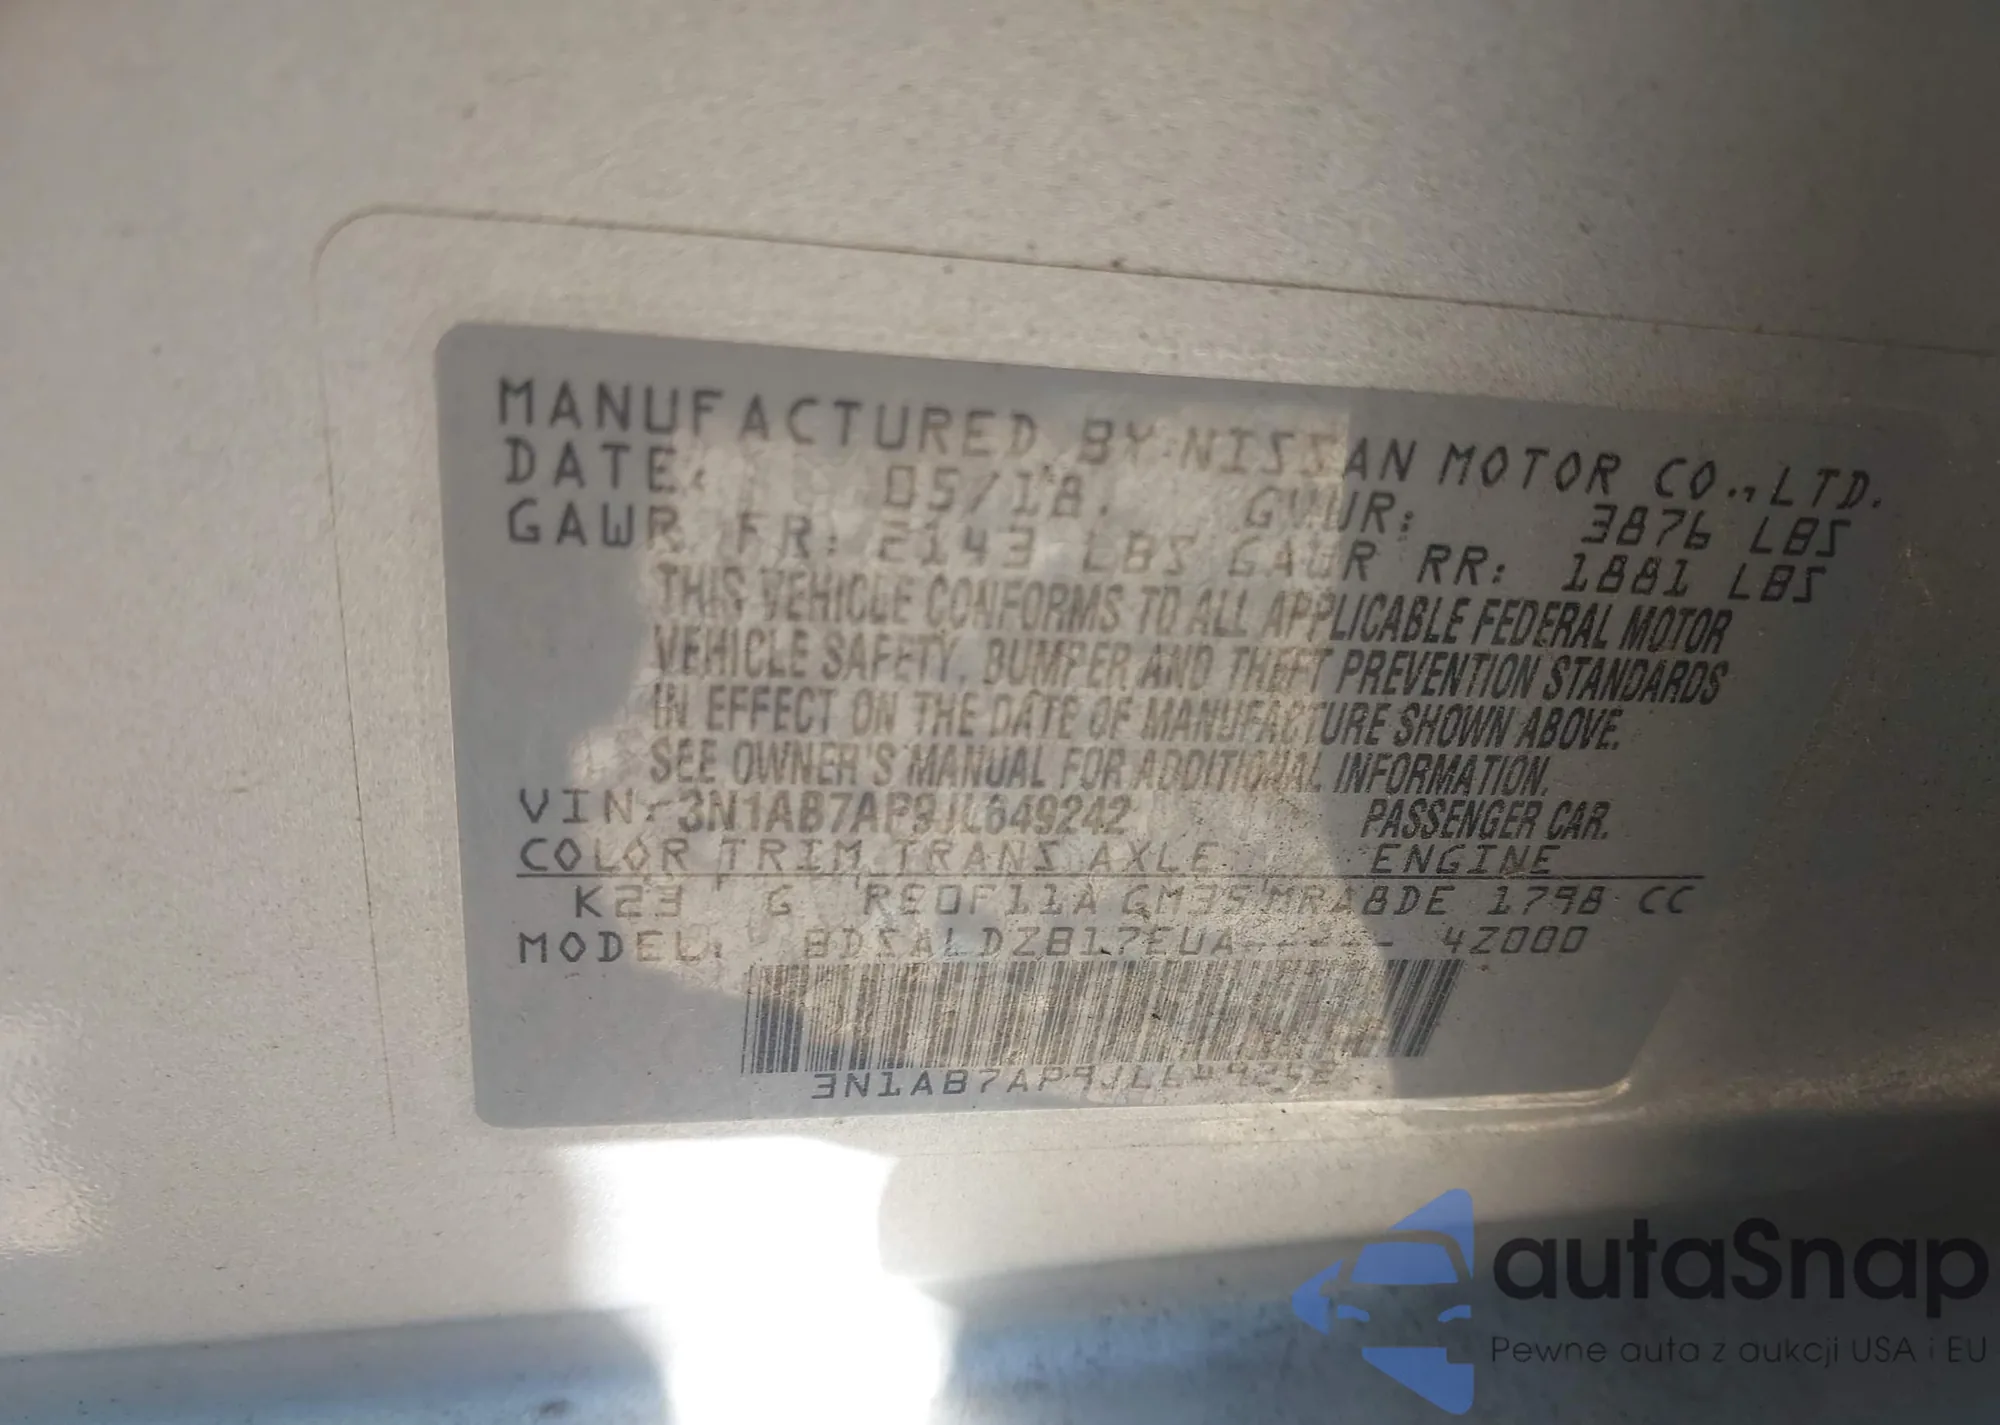 MANUFACTURED BY NISSAN MOTOR CO., LTD.
DATE: 05/18. GVWR: 3876 LBS
GAWR FR: 2143 LBS GAWR RR: 1881 LBS
THIS VEHICLE CONFORMS TO ALL APPLICABLE FEDERAL MOTOR
VEHICLE SAFETY, BUMPER AND THEFT PREVENTION STANDARDS
IN EFFECT ON THE DATE OF MANUFACTURE SHOWN ABOVE.
SEE OWNER'S MANUAL FOR ADDITIONAL INFORMATION.
VIN: 3N1AB7AP9JL649242 PASSENGER CAR.
COLOR TRIM TRANS AXLE ENGINE
K23 G RE0F11A GM35 MRA8DE 1798 CC
MODEL: BDSALDZB17EUA----- 4Z000
3N1AB7AP9JL649242
autaSnap
Pewne auta z aukcji USA i EU